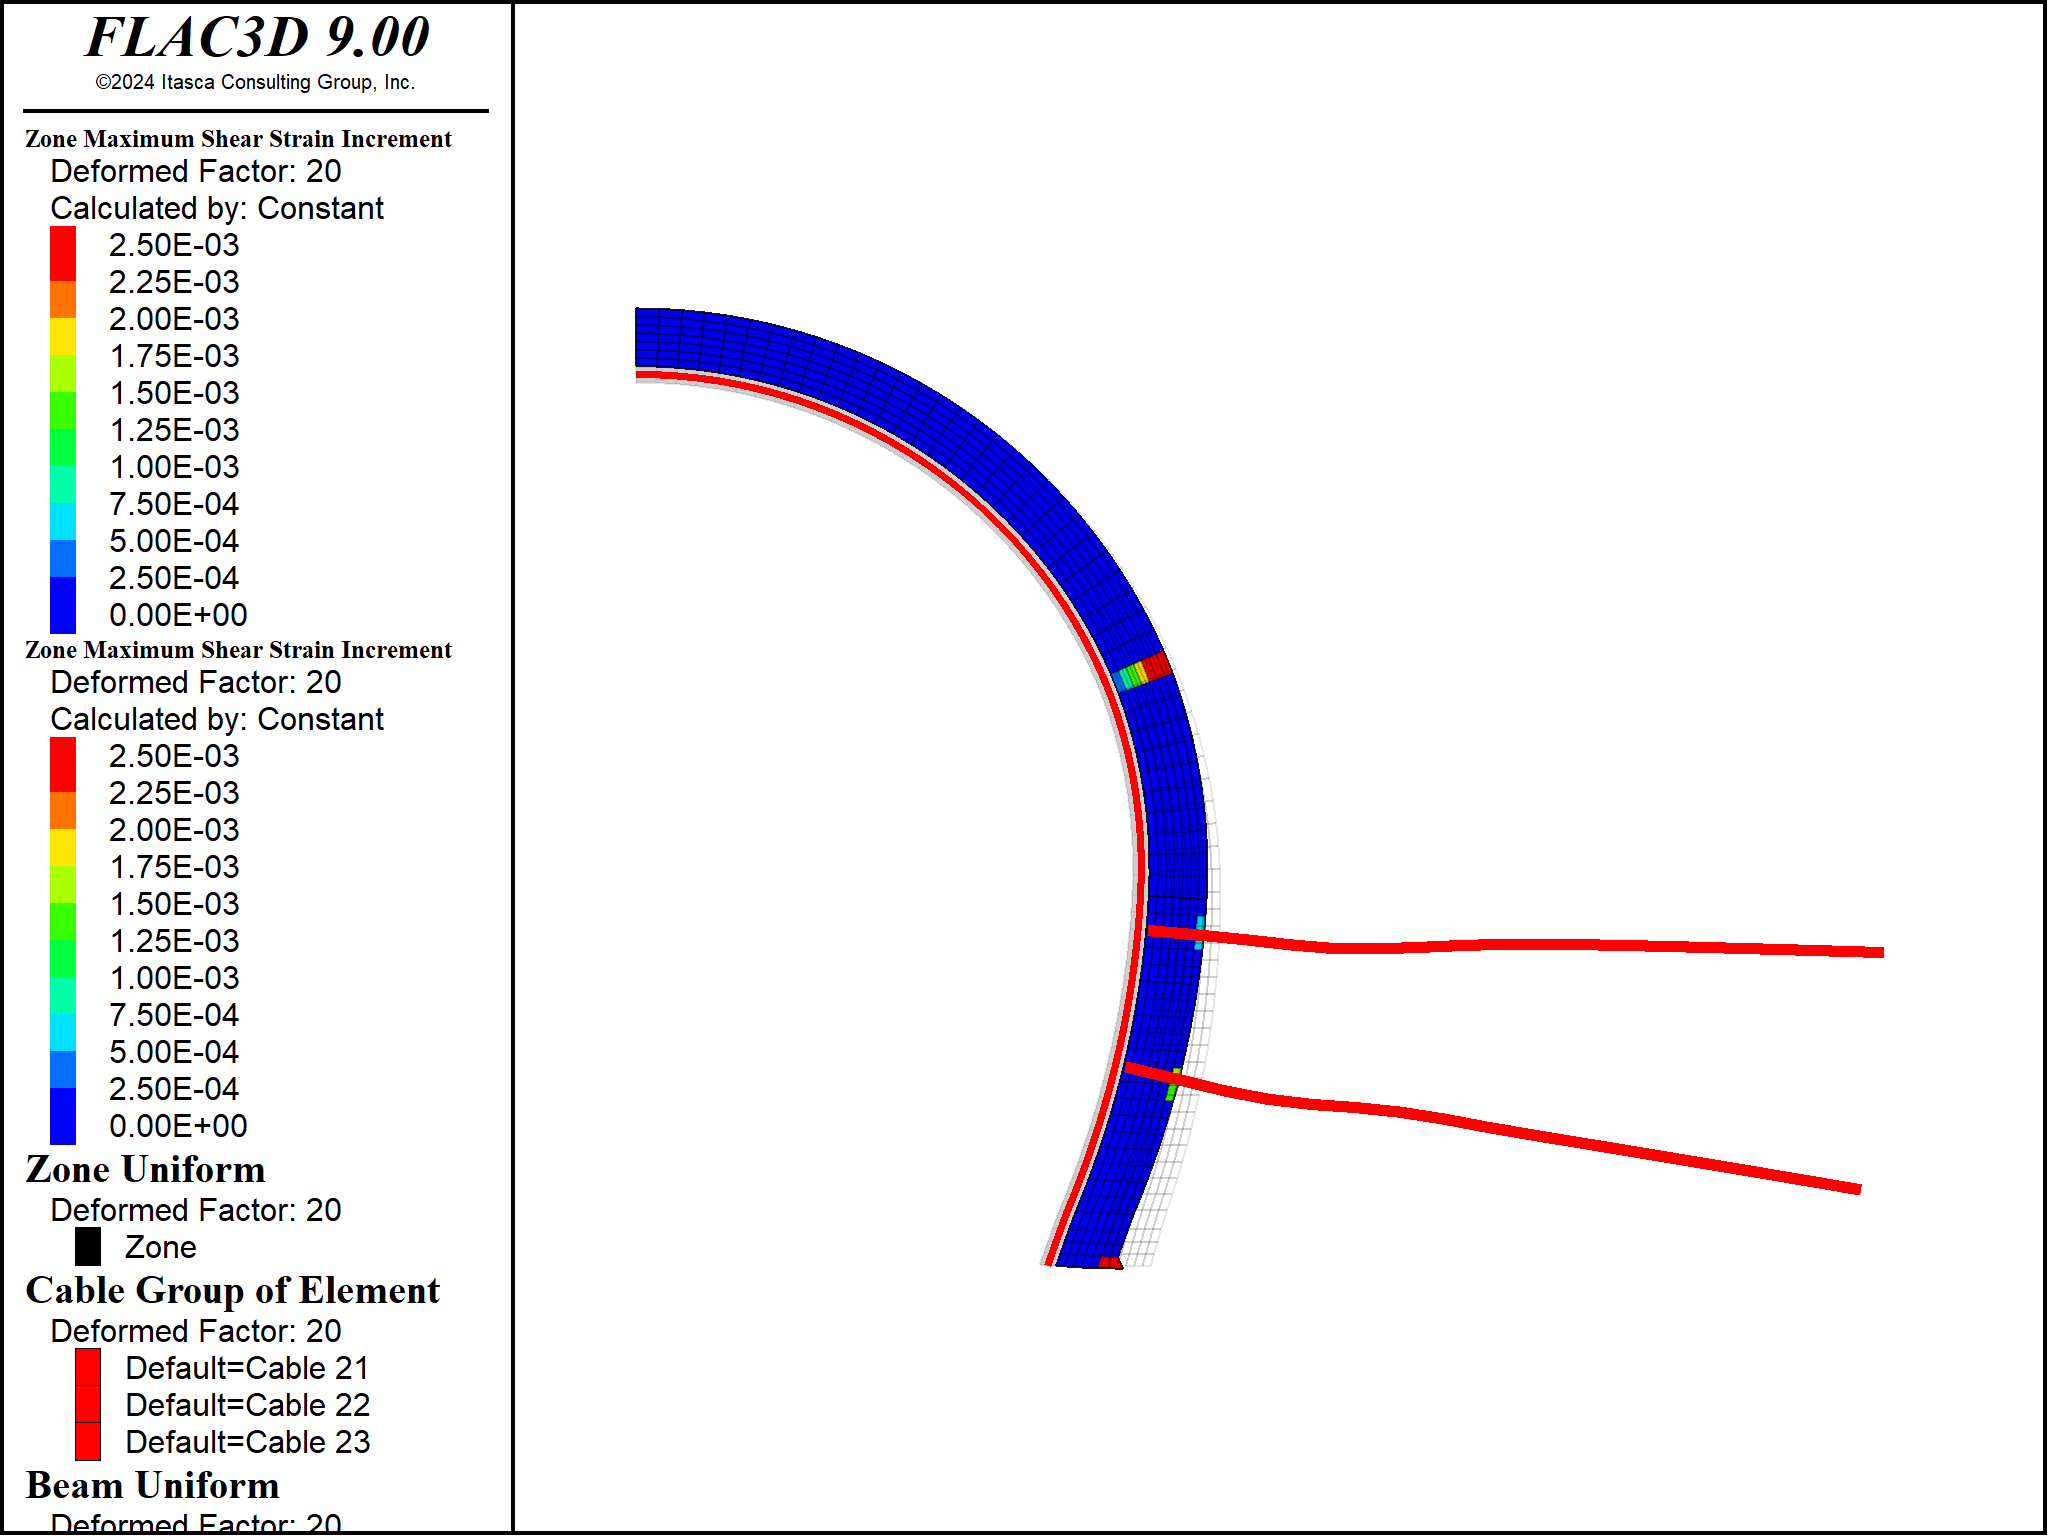 FLAC3D 9.00
©2024 Itasca Consulting Group, Inc.
Zone Maximum Shear Strain Increment
Deformed Factor: 20
Calculated by: Constant
2.50E-03
2.25E-03
2.00E-03
1.75E-03
1.50E-03
1.25E-03
1.00E-03
7.50E-04
5.00E-04
2.50E-04
0.00E+00
Zone Maximum Shear Strain Increment
Deformed Factor: 20
Calculated by: Constant
2.50E-03
2.25E-03
2.00E-03
1.75E-03
1.50E-03
1.25E-03
1.00E-03
7.50E-04
5.00E-04
2.50E-04
0.00E+00
Zone Uniform
Deformed Factor: 20
Zone
Cable Group of Element
Deformed Factor: 20
Default=Cable 21
Default=Cable 22
Default=Cable 23
Beam Uniform
Deformed Factor: 20